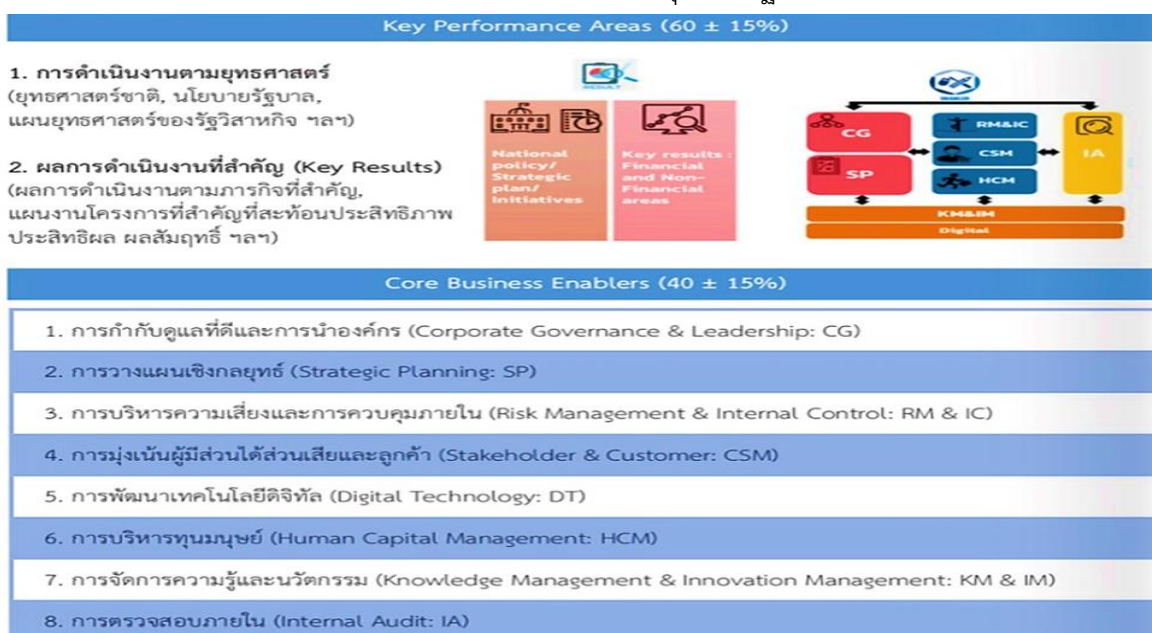 Key Performance Areas (60 ± 15%)
1. การดำเนินงานตามยุทธศาสตร์
(ยุทธศาสตร์ชาติ, นโยบายรัฐบาล,
แผนยุทธศาสตร์ของรัฐวิสาหกิจ ฯลฯ)
2. ผลการดำเนินงานที่สำคัญ (Key Results)
(ผลการดำเนินงานตามภารกิจที่สำคัญ,
แผนงานโครงการที่สำคัญที่สะท้อนประสิทธิภาพ
ประสิทธิผล ผลสัมฤทธิ์ ฯลฯ)
RESULT
National
policy/
Strategic
plan/
Initiatives
Key results :
Financial
and Non-
Financial
areas
CG
SP
RM&IC
CSM
HCM
IA
KM&IM
Digital
Core Business Enablers (40 ± 15%)
1. การกำกับดูแลที่ดีและการนำองค์กร (Corporate Governance & Leadership: CG)
2. การวางแผนเชิงกลยุทธ์ (Strategic Planning: SP)
3. การบริหารความเสี่ยงและการควบคุมภายใน (Risk Management & Internal Control: RM & IC)
4. การมุ่งเน้นผู้มีส่วนได้ส่วนเสียและลูกค้า (Stakeholder & Customer: CSM)
5. การพัฒนาเทคโนโลยีดิจิทัล (Digital Technology: DT)
6. การบริหารทุนมนุษย์ (Human Capital Management: HCM)
7. การจัดการความรู้และนวัตกรรม (Knowledge Management & Innovation Management: KM & IM)
8. การตรวจสอบภายใน (Internal Audit: IA)